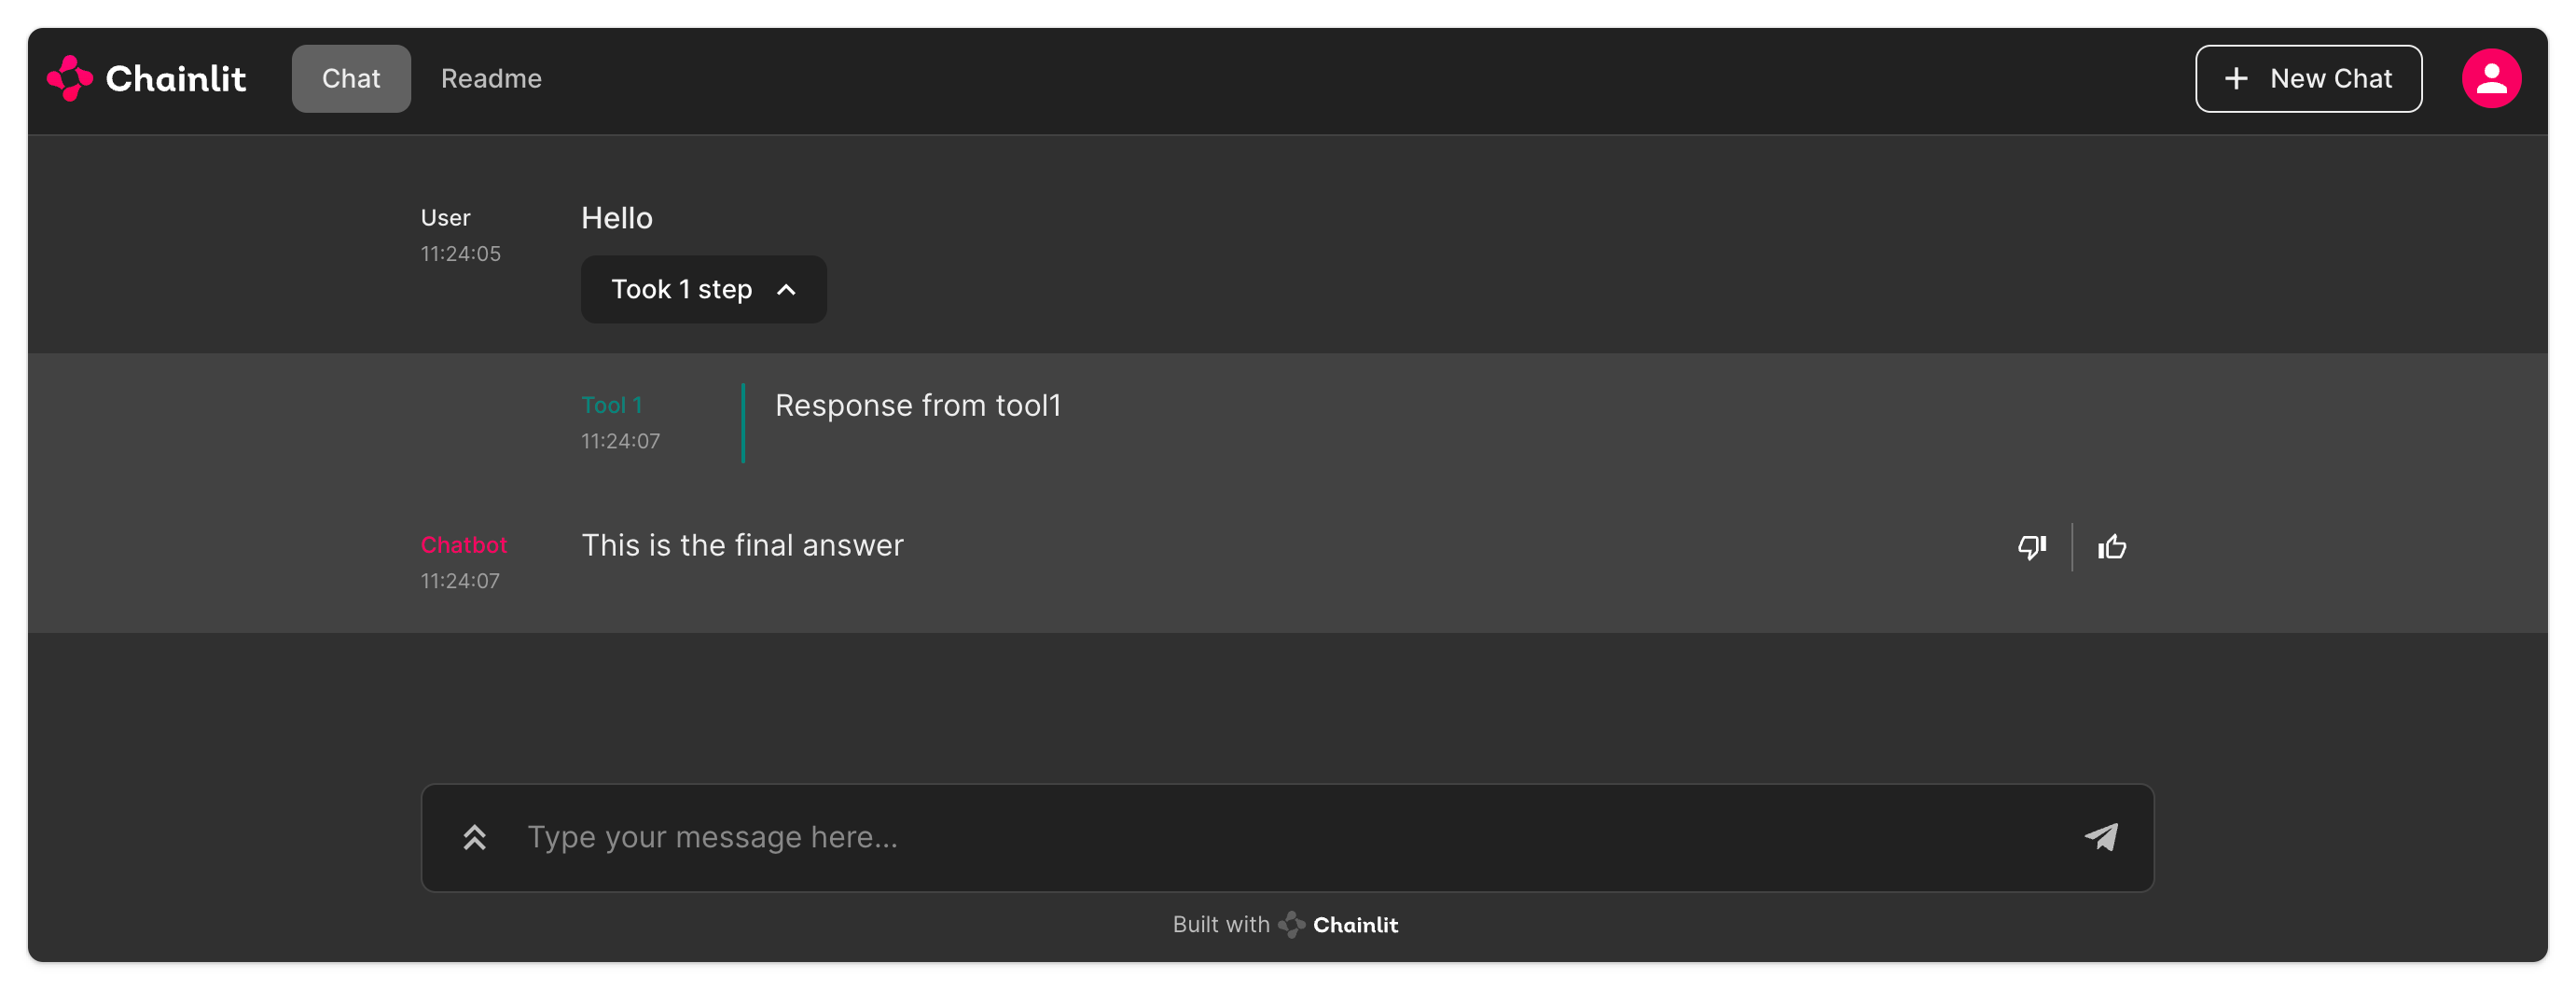 Chainlit Chat Readme New Chat
User Hello
11:24:05
Took 1 step
Tool 1 Response from tool1
11:24:07
Chatbot This is the final answer
11:24:07
Type your message here...
Built with Chainlit